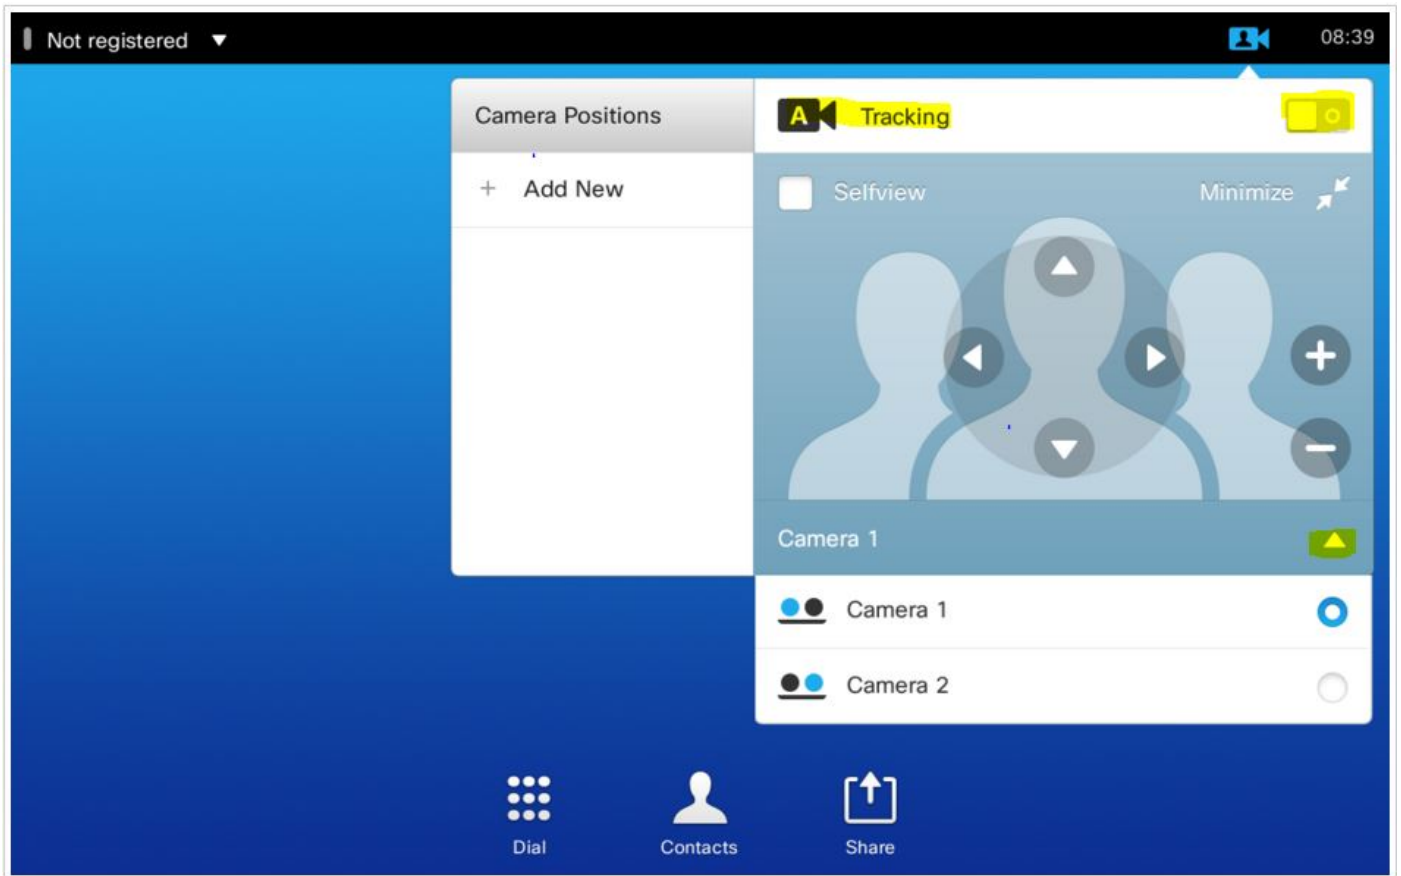 Not registered
08:39
Camera Positions
Add New
A Tracking
Selfview
Minimize
Camera 1
Camera 1
Camera 2
Dial
Contacts
Share